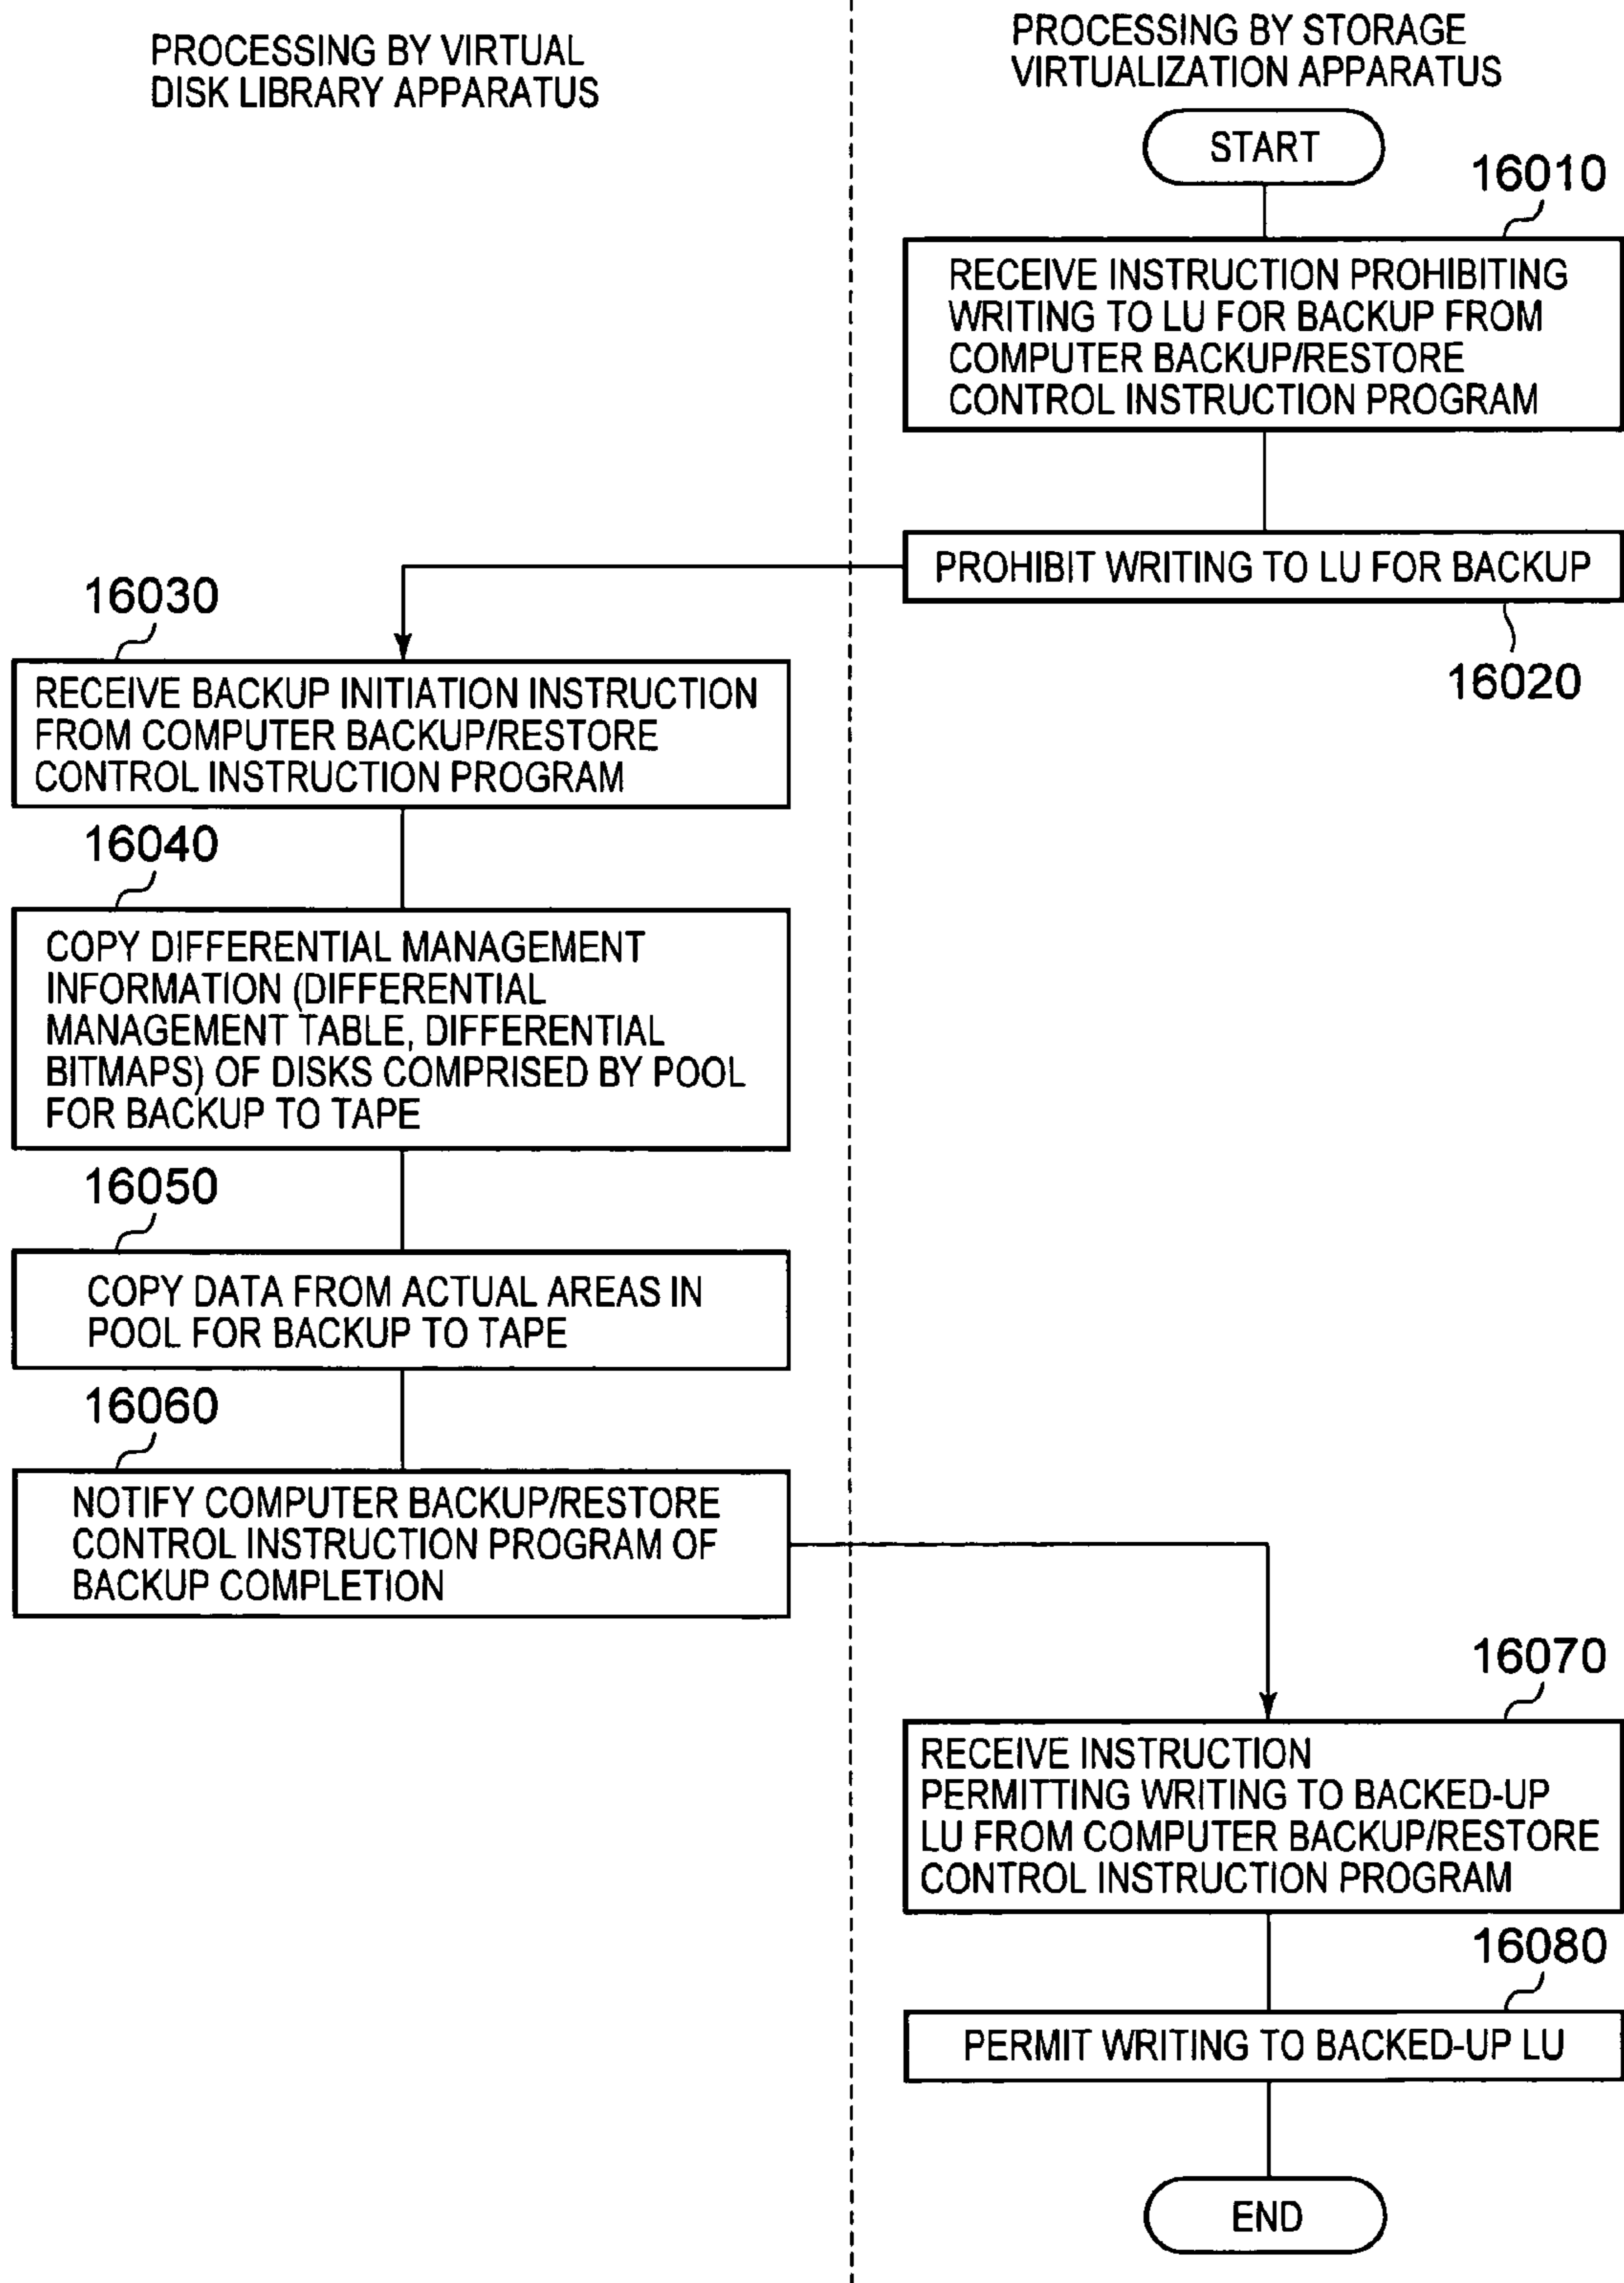 PROCESSING BY VIRTUAL
DISK LIBRARY APPARATUS
PROCESSING BY STORAGE
VIRTUALIZATION APPARATUS
START
16010
RECEIVE INSTRUCTION PROHIBITING
WRITING TO LU FOR BACKUP FROM
COMPUTER BACKUP/RESTORE
CONTROL INSTRUCTION PROGRAM
PROHIBIT WRITING TO LU FOR BACKUP
16020
16030
RECEIVE BACKUP INITIATION INSTRUCTION
FROM COMPUTER BACKUP/RESTORE
CONTROL INSTRUCTION PROGRAM
16040
COPY DIFFERENTIAL MANAGEMENT
INFORMATION (DIFFERENTIAL
MANAGEMENT TABLE, DIFFERENTIAL
BITMAPS) OF DISKS COMPRISED BY POOL
FOR BACKUP TO TAPE
16050
COPY DATA FROM ACTUAL AREAS IN
POOL FOR BACKUP TO TAPE
16060
NOTIFY COMPUTER BACKUP/RESTORE
CONTROL INSTRUCTION PROGRAM OF
BACKUP COMPLETION
16070
RECEIVE INSTRUCTION
PERMITTING WRITING TO BACKED-UP
LU FROM COMPUTER BACKUP/RESTORE
CONTROL INSTRUCTION PROGRAM
16080
PERMIT WRITING TO BACKED-UP LU
END